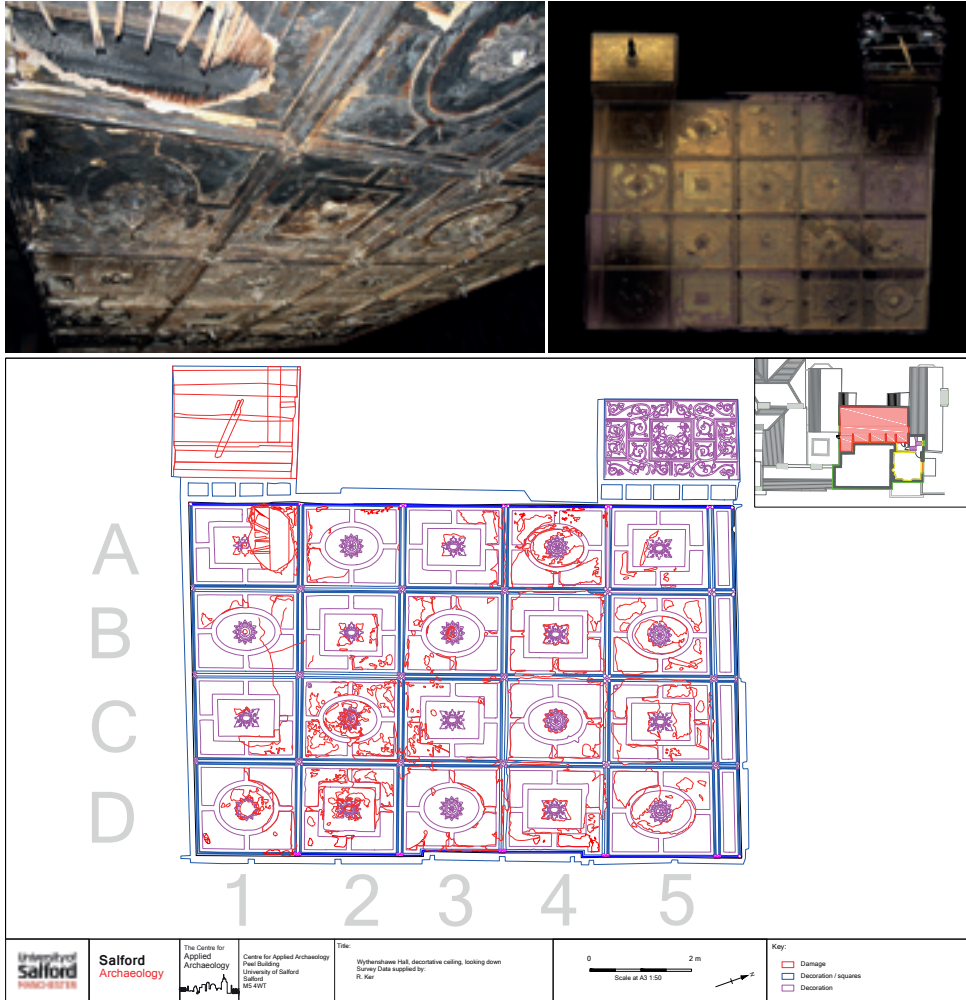 A
B
C
D
1 2 3 4 5
University of
Salford
MANCHESTER
Salford
Archaeology
The Centre for
Applied
Archaeology
Centre for Applied Archaeology
Peel Building
University of Salford
Salford
M5 4WT
Title:
Wythenshawe Hall, decortative ceiling, looking down
Survey Data supplied by:
R. Ker
0 2 m
Scale at A3 1:50
Key:
Damage
Decoration / squares
Decoration